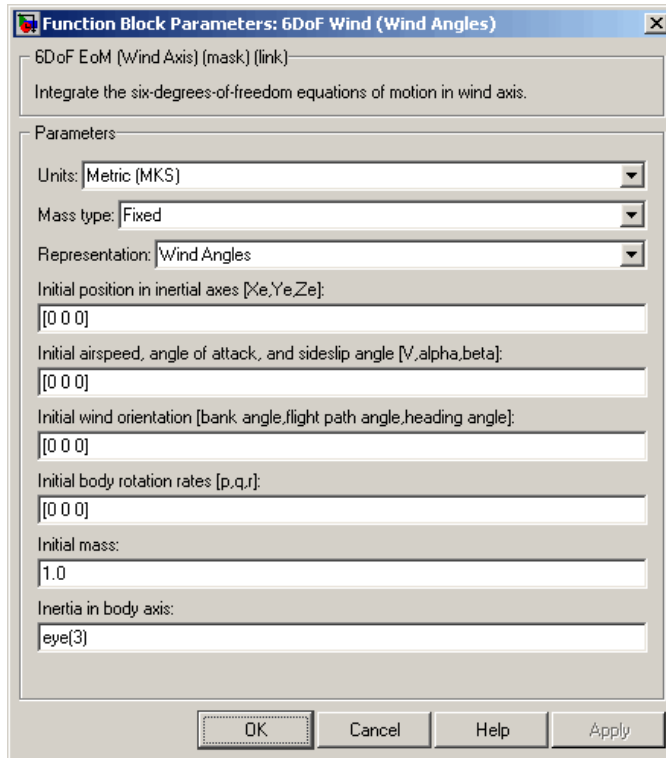 Function Block Parameters: 6DoF Wind (Wind Angles)
6DoF EoM (Wind Axis) (mask) (link)
Integrate the six-degrees-of-freedom equations of motion in wind axis.
Parameters
Units: Metric (MKS)
Mass type: Fixed
Representation: Wind Angles
Initial position in inertial axes [Xe,Ye,Ze]:
[0 0 0]
Initial airspeed, angle of attack, and sideslip angle [V,alpha,beta]:
[0 0 0]
Initial wind orientation [bank angle,flight path angle,heading angle]:
[0 0 0]
Initial body rotation rates [p,q,r]:
[0 0 0]
Initial mass:
1.0
Inertia in body axis:
eye(3)
OK Cancel Help Apply